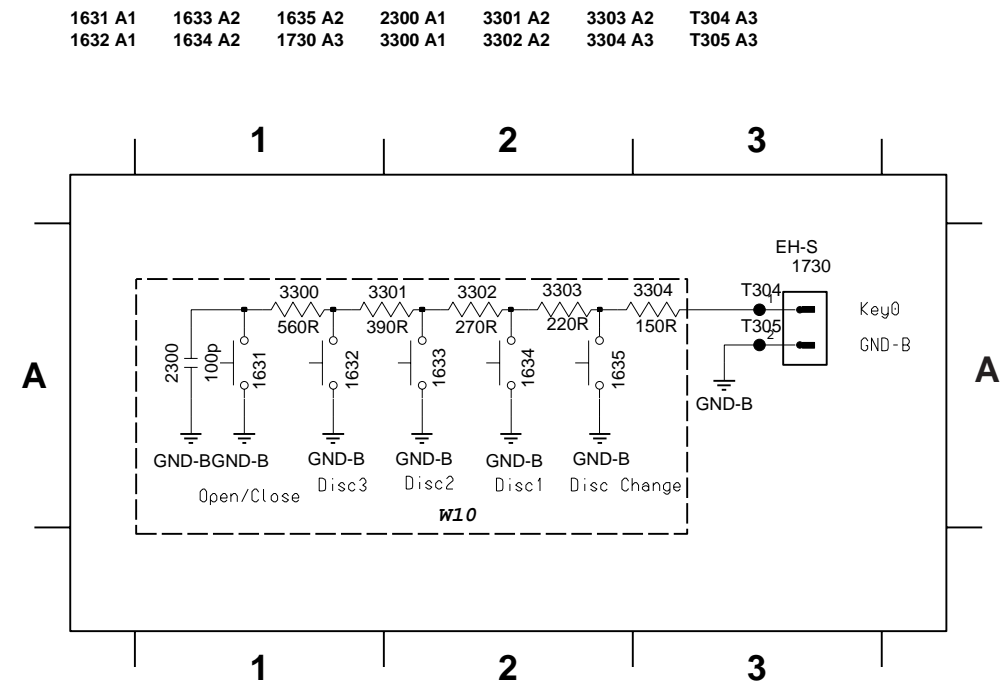 1631 A1 1633 A2 1635 A2 2300 A1 3301 A2 3303 A2 T304 A3
1632 A1 1634 A2 1730 A3 3300 A1 3302 A2 3304 A3 T305 A3
1 2 3
EH-S
1730
3300 3301 3302 3303 3304 T304 1
Key0
560R 390R 270R 220R 150R T305 2
GND-B
2300 100p 1631 1632 1633 1634 1635
A A
GND-B
GND-B GND-B GND-B GND-B GND-B GND-B
Open/Close Disc3 Disc2 Disc1 Disc Change
W10
1 2 3